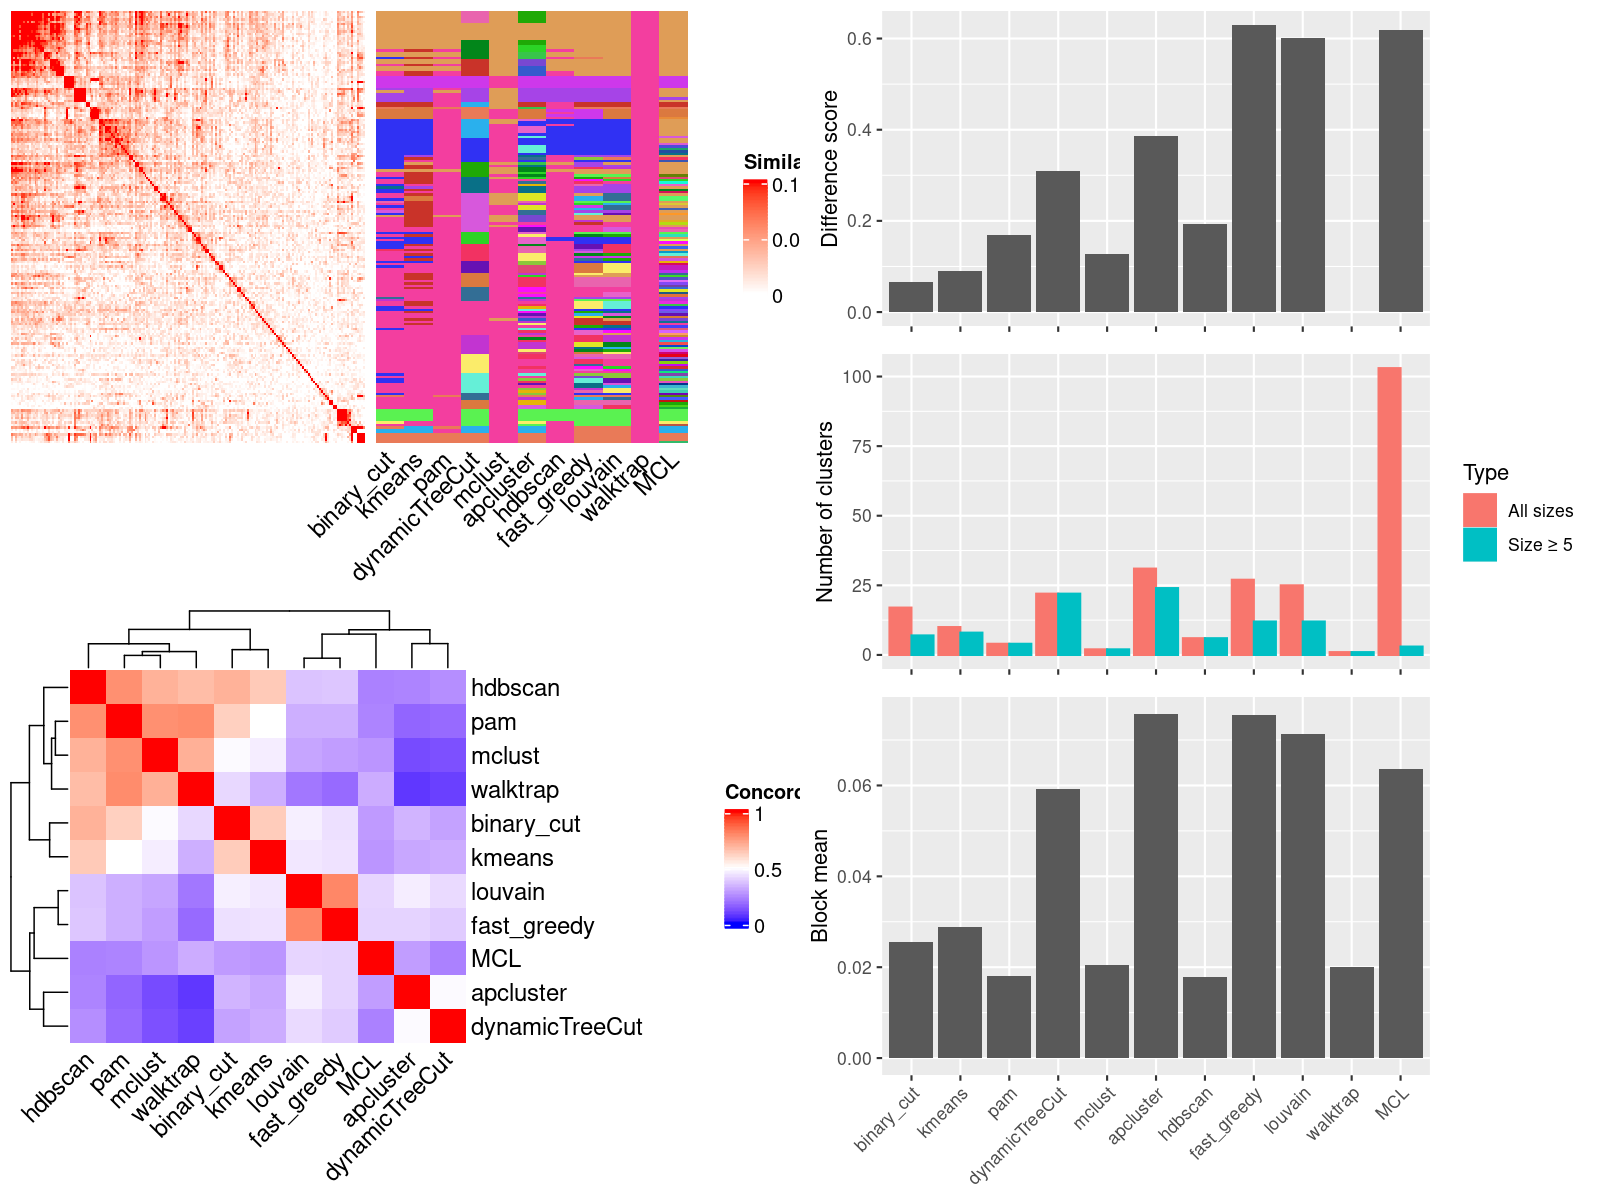 Simila
0.1
0.0
0
binary_cut
kmeans
pam
dynamicTreeCut
mclust
apcluster
hdbscan
fast_greedy
louvain
walktrap
MCL
hdbscan
pam
mclust
walktrap
binary_cut
kmeans
louvain
fast_greedy
MCL
apcluster
dynamicTreeCut
hdbscan
pam
mclust
walktrap
binary_cut
kmeans
louvain
fast_greedy
MCL
apcluster
dynamicTreeCut
Concord
1
0.5
0
Difference score
0.6
0.4
0.2
0.0
Number of clusters
100
75
50
25
0
Type
All sizes
Size ≥ 5
Block mean
0.06
0.04
0.02
0.00
binary_cut
kmeans
pam
dynamicTreeCut
mclust
apcluster
hdbscan
fast_greedy
louvain
walktrap
MCL